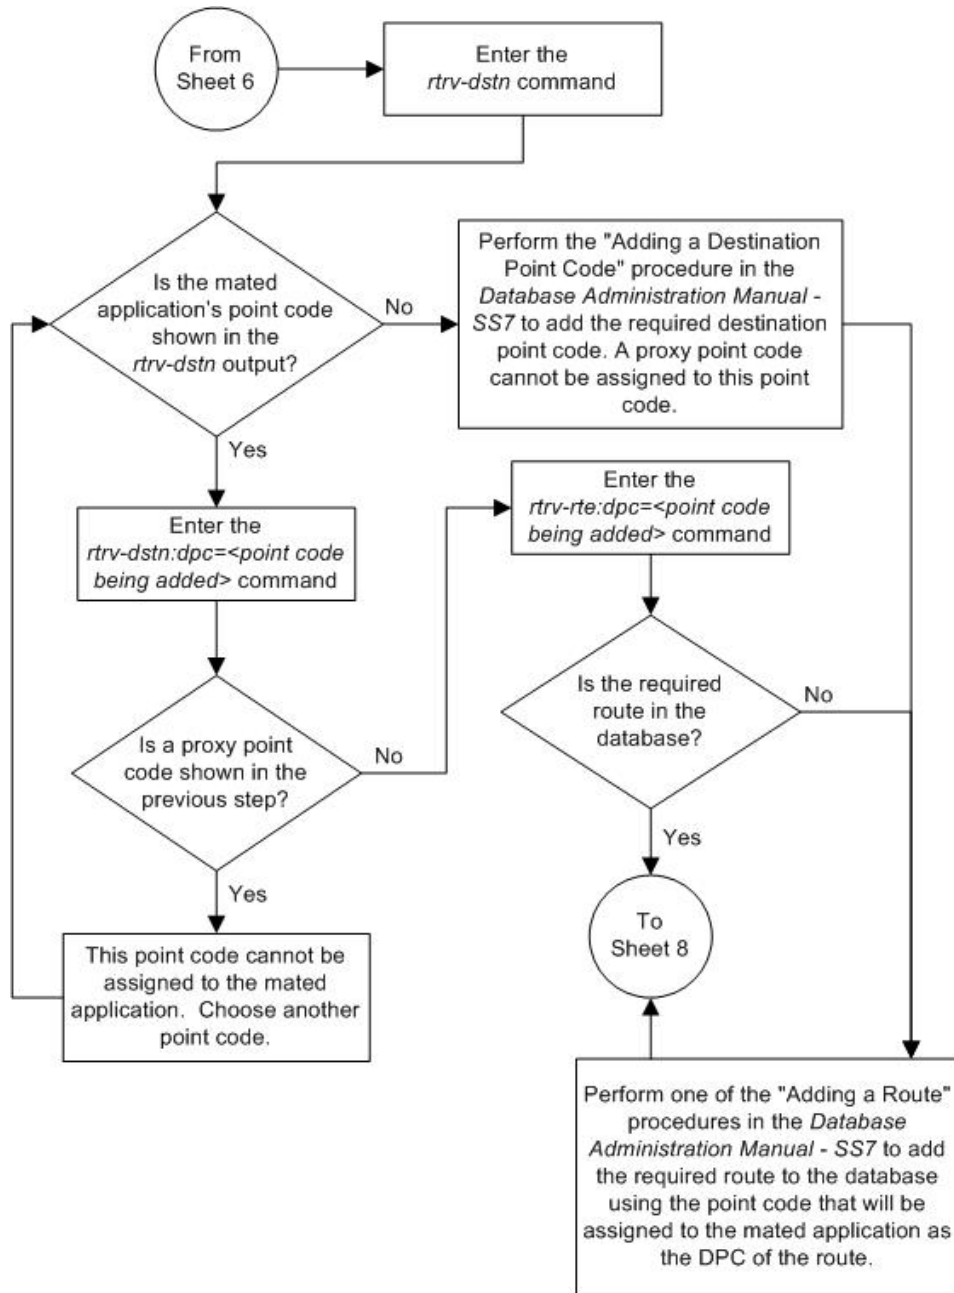 From
Sheet 6
Enter the
rtrv-dstn command
Is the mated
application's point code
shown in the
rtrv-dstn output?
No
Perform the "Adding a Destination
Point Code" procedure in the
Database Administration Manual -
SS7 to add the required destination
point code. A proxy point code
cannot be assigned to this point
code.
Yes
Enter the
rtrv-dstn:dpc=<point code
being added> command
Enter the
rtrv-rte:dpc=<point code
being added> command
Is a proxy point
code shown in the
previous step?
No
Is the required
route in the
database?
No
Yes
Yes
This point code cannot be
assigned to the mated
application. Choose another
point code.
To
Sheet 8
Perform one of the "Adding a Route"
procedures in the Database
Administration Manual - SS7 to add
the required route to the database
using the point code that will be
assigned to the mated application as
the DPC of the route.